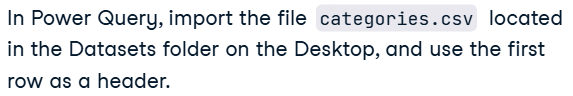 In Power Query, import the file categories.csv located
in the Datasets folder on the Desktop, and use the first
row as a header.